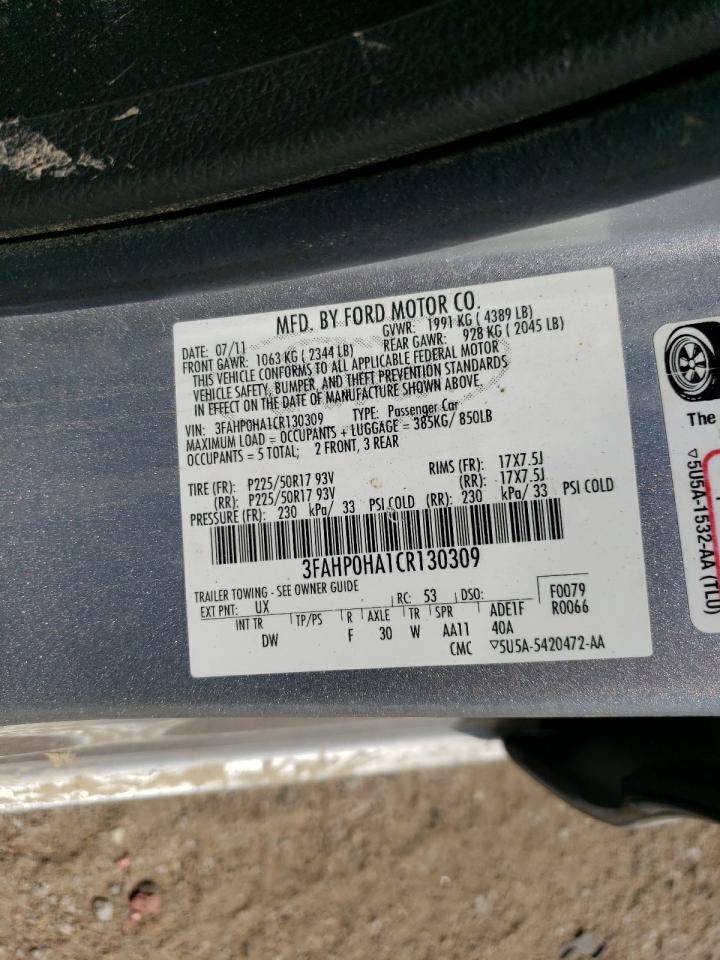 MFD. BY FORD MOTOR CO.
DATE: 07/11 GVWR: 1991 KG ( 4389 LB)
FRONT GAWR: 1063 KG ( 2344 LB) REAR GAWR: 928 KG ( 2045 LB)
THIS VEHICLE CONFORMS TO ALL APPLICABLE FEDERAL MOTOR
VEHICLE SAFETY, BUMPER, AND THEFT PREVENTION STANDARDS
IN EFFECT ON THE DATE OF MANUFACTURE SHOWN ABOVE.
VIN: 3FAHP0HA1CR130309 TYPE: Passenger Car
MAXIMUM LOAD = OCCUPANTS + LUGGAGE = 385KG/ 850LB
OCCUPANTS = 5 TOTAL; 2 FRONT, 3 REAR
TIRE (FR): P225/50R17 93V RIMS (FR): 17X7.5J
(RR): P225/50R17 93V (RR): 17X7.5J
PRESSURE (FR): 230 kPa/ 33 PSI COLD (RR): 230 kPa/ 33 PSI COLD
3FAHP0HA1CR130309
TRAILER TOWING - SEE OWNER GUIDE
EXT PNT: UX RC: 53 DSO: F0079
R0066
INT TR TP/PS R AXLE TR SPR ADE1F
DW F 30 W AA11 40A
CMC ▽5U5A-5420472-AA
The
▽5U5A-1532-AA (TL0)